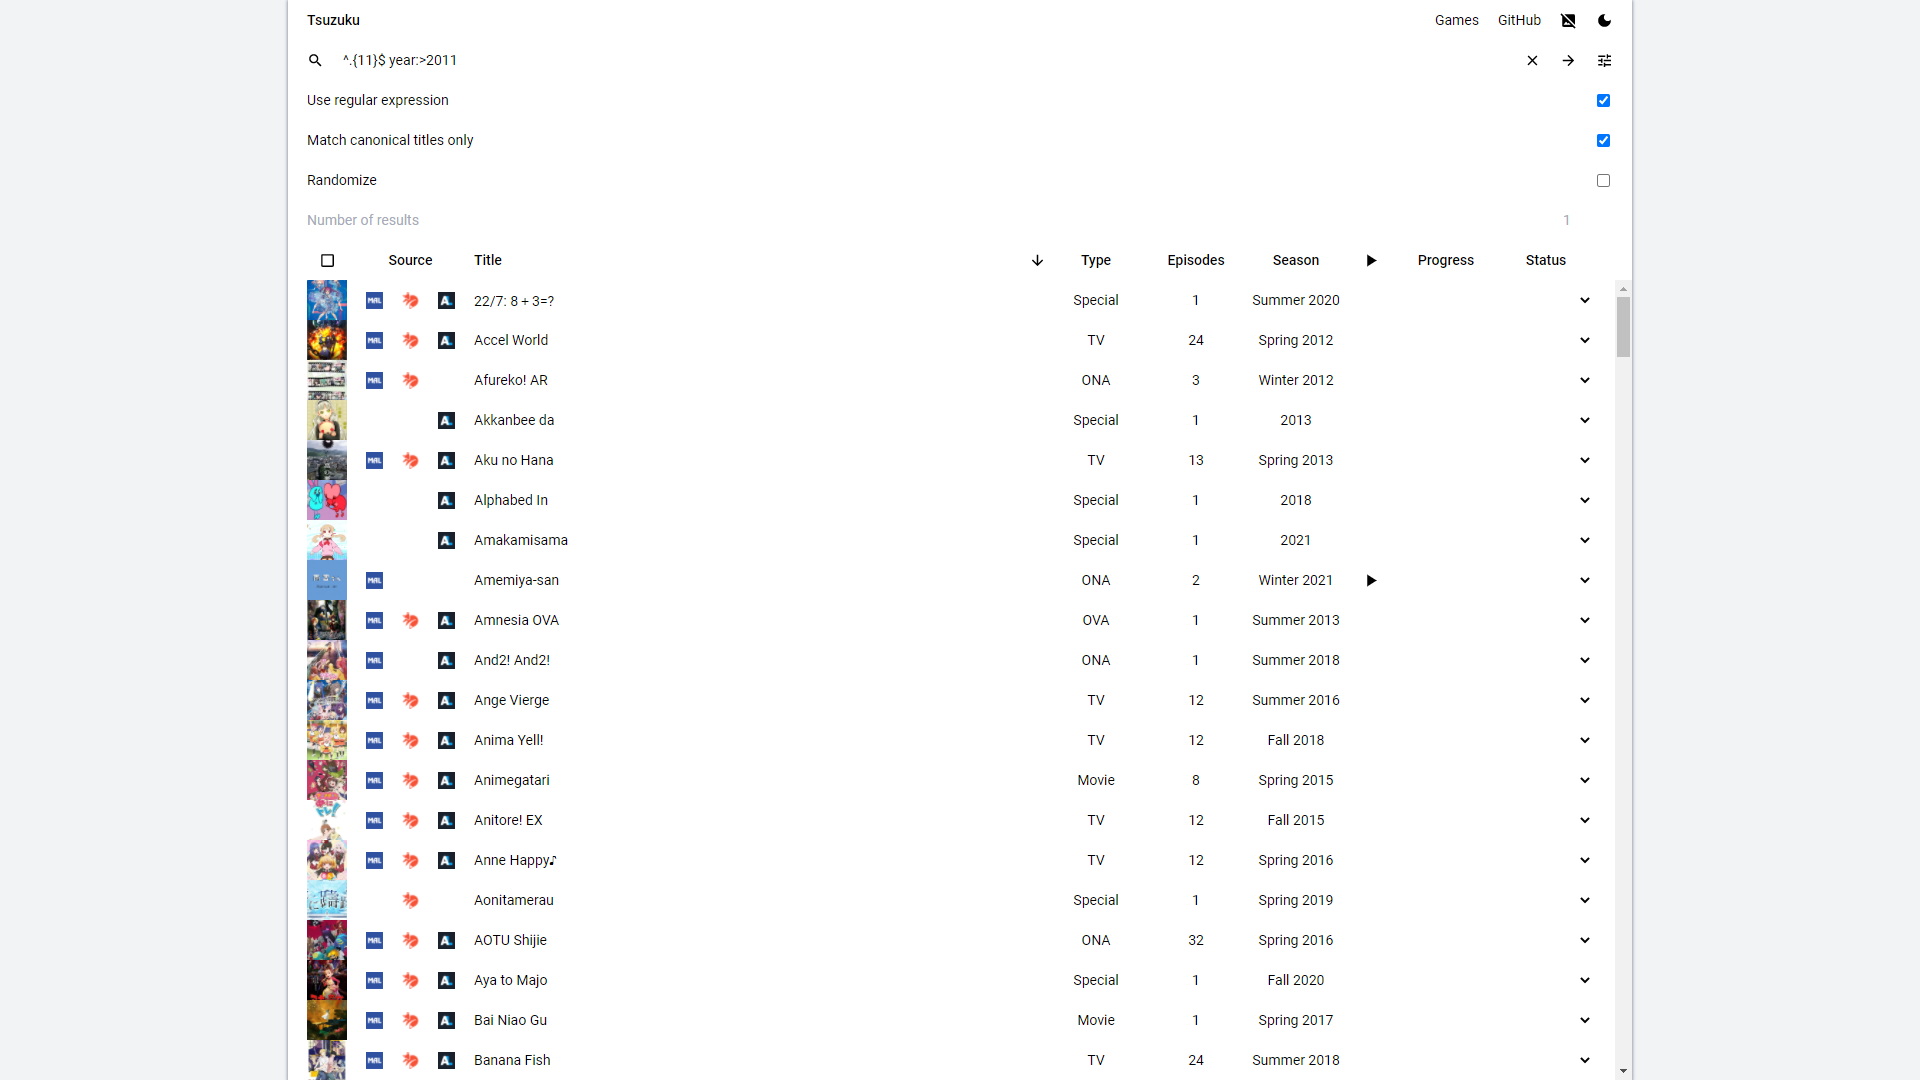 Tsuzuku Games GitHub
^.{11}$ year:>2011
Use regular expression
Match canonical titles only
Randomize
Number of results 1
Source Title Type Episodes Season Progress Status
MAL A 22/7: 8 + 3=? Special 1 Summer 2020
MAL A Accel World TV 24 Spring 2012
MAL Afureko! AR ONA 3 Winter 2012
A Akkanbee da Special 1 2013
MAL A Aku no Hana TV 13 Spring 2013
A Alphabed In Special 1 2018
A Amakamisama Special 1 2021
MAL Amemiya-san ONA 2 Winter 2021
MAL A Amnesia OVA OVA 1 Summer 2013
MAL A And2! And2! ONA 1 Summer 2018
MAL A Ange Vierge TV 12 Summer 2016
MAL A Anima Yell! TV 12 Fall 2018
MAL A Animegatari Movie 8 Spring 2015
MAL A Anitore! EX TV 12 Fall 2015
MAL A Anne Happy♪ TV 12 Spring 2016
Aonitamerau Special 1 Spring 2019
MAL A AOTU Shijie ONA 32 Spring 2016
MAL A Aya to Majo Special 1 Fall 2020
MAL A Bai Niao Gu Movie 1 Spring 2017
MAL A Banana Fish TV 24 Summer 2018